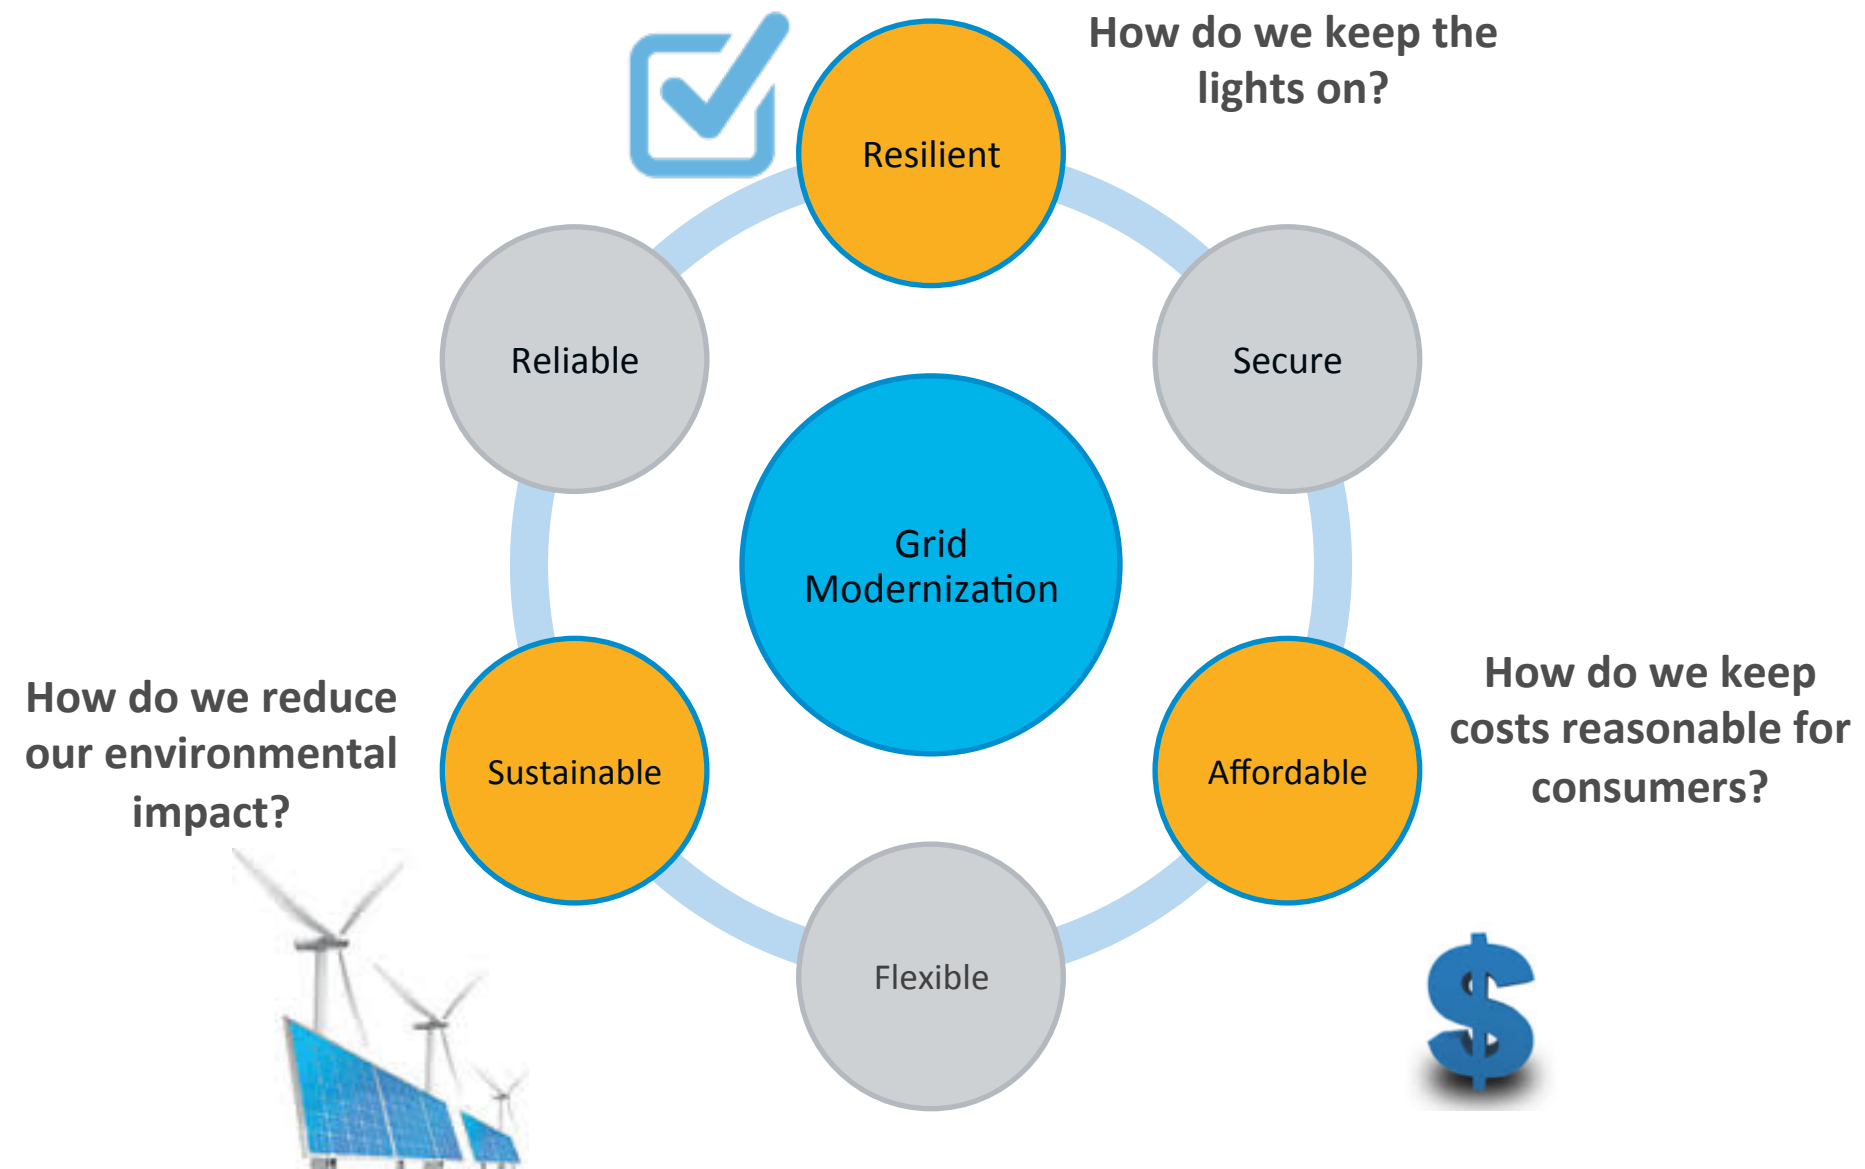 How do we keep the
lights on?
Resilient
Reliable
Secure
Grid
Modernization
How do we reduce
our environmental
impact?
Sustainable
Affordable
How do we keep
costs reasonable for
consumers?
Flexible
$